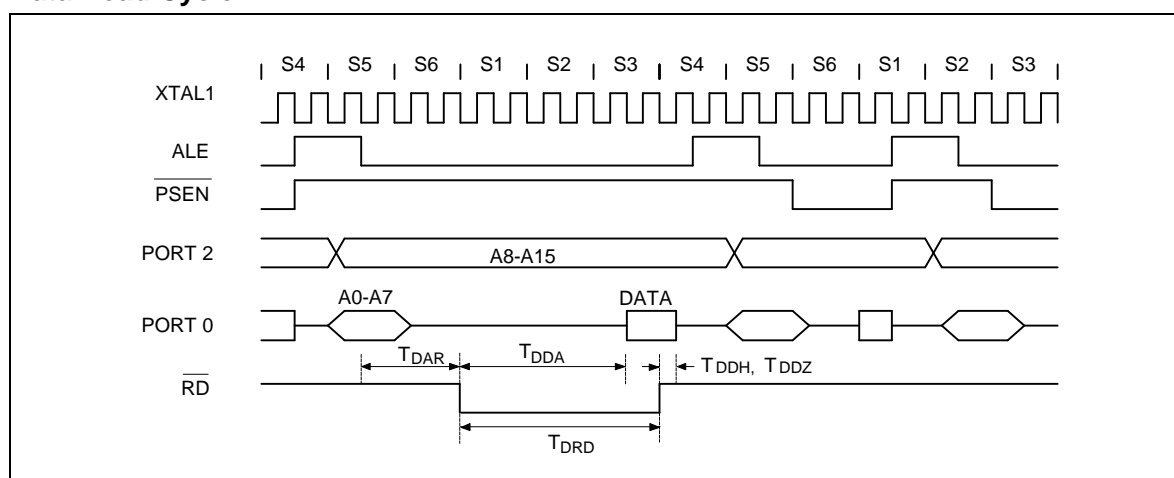 S4 S5 S6 S1 S2 S3 S4 S5 S6 S1 S2 S3
XTAL1
ALE
PSEN
PORT 2
A8-A15
A0-A7 DATA
PORT 0
TDAR TDDA TDDH, TDDZ
RD
TDRD